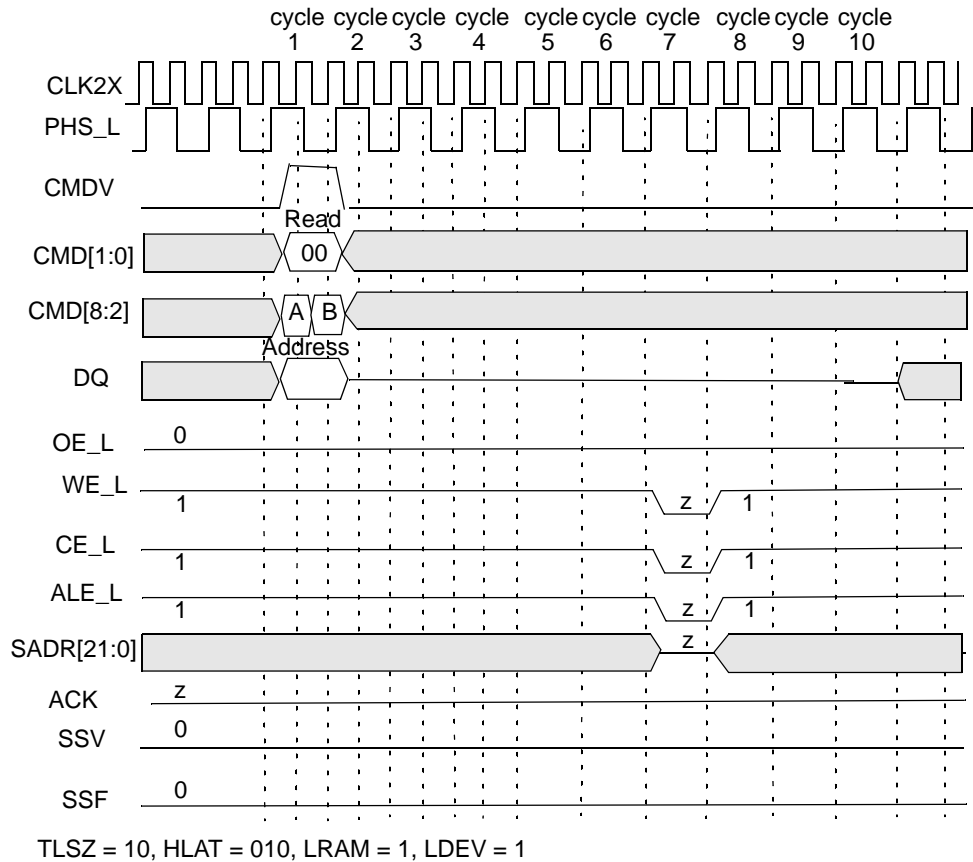 cycle cycle cycle cycle cycle cycle cycle cycle cycle cycle
1 2 3 4 5 6 7 8 9 10
CLK2X
PHS_L
CMDV
Read
CMD[1:0] 00
CMD[8:2] A B
Address
DQ
OE_L 0
WE_L 1 z 1
CE_L 1 z 1
ALE_L 1 z 1
SADR[21:0] z
ACK z
SSV 0
SSF 0
TLSZ = 10, HLAT = 010, LRAM = 1, LDEV = 1